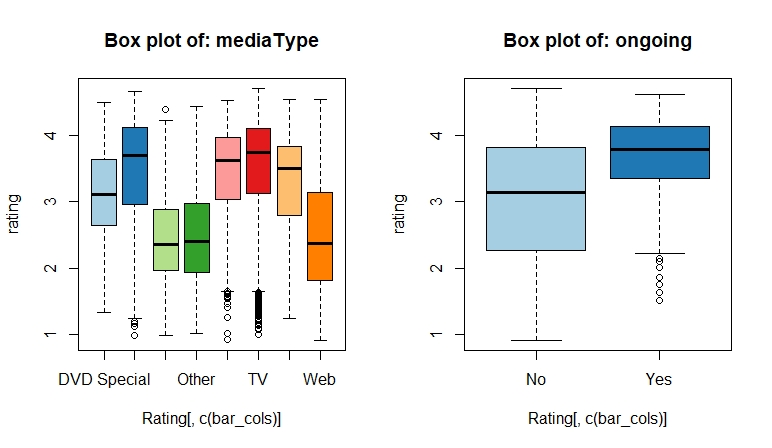 Box plot of: mediaType
rating
1
2
3
4
DVD Special
Other
TV
Web
Rating[, c(bar_cols)]
Box plot of: ongoing
rating
1
2
3
4
No
Yes
Rating[, c(bar_cols)]